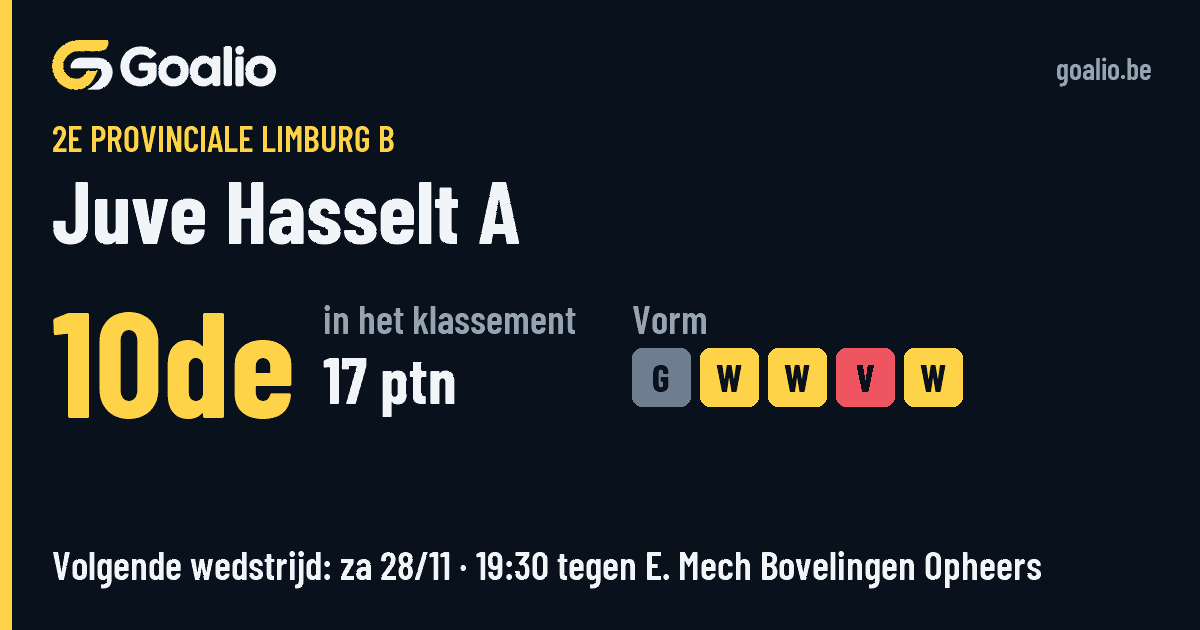 Goalio
goalio.be
2E PROVINCIALE LIMBURG B
Juve Hasselt A
10de
in het klassement
17 ptn
Vorm
G W W V W
Volgende wedstrijd: za 28/11 · 19:30 tegen E. Mech Bovelingen Opheers